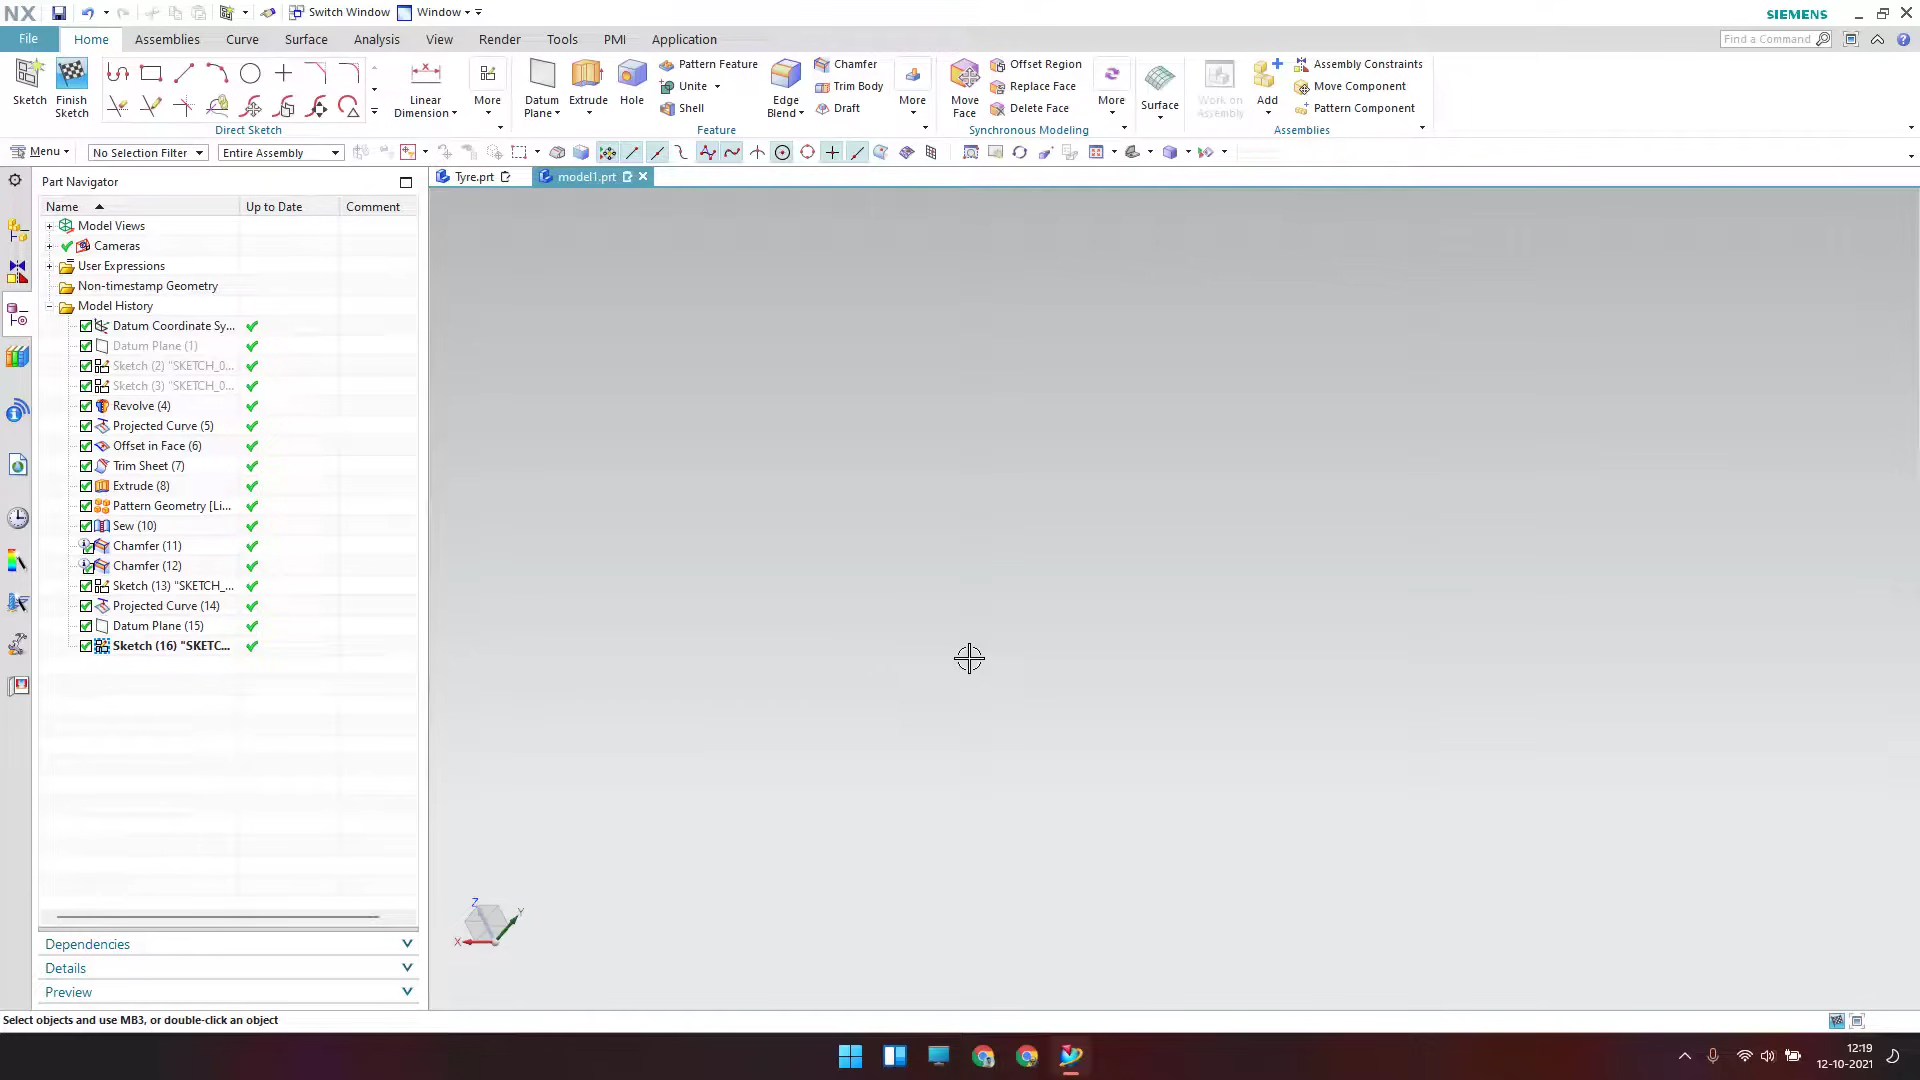 NX Switch Window Window SIEMENS
File Home Assemblies Curve Surface Analysis View Render Tools PMI Application Find a Command
Sketch Finish Sketch Linear Dimension More Datum Plane Extrude Hole Pattern Feature Unite Shell Edge Blend Chamfer Trim Body Draft More Move Face Offset Region Replace Face Delete Face More Surface Work on Assembly Add Assembly Constraints Move Component Pattern Component
Direct Sketch Feature Synchronous Modeling Assemblies
Menu No Selection Filter Entire Assembly
Part Navigator Tyre.prt model1.prt
Name Up to Date Comment
Model Views
Cameras
User Expressions
Non-timestamp Geometry
Model History
Datum Coordinate Sy...
Datum Plane (1)
Sketch (2) "SKETCH_0...
Sketch (3) "SKETCH_0...
Revolve (4)
Projected Curve (5)
Offset in Face (6)
Trim Sheet (7)
Extrude (8)
Pattern Geometry [Li...
Sew (10)
Chamfer (11)
Chamfer (12)
Sketch (13) "SKETCH_...
Projected Curve (14)
Datum Plane (15)
Sketch (16) "SKETC...
Z Y X
Dependencies
Details
Preview
Select objects and use MB3, or double-click an object
12:19
12-10-2021